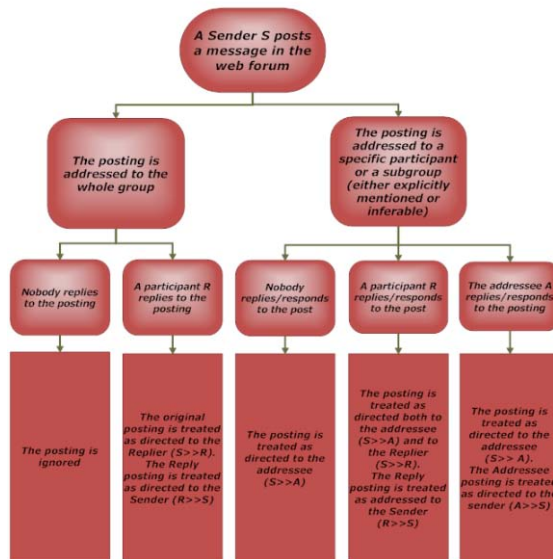 A Sender S posts
a message in the
web forum
The posting is
addressed to the
whole group
The posting is
addressed to a
specific participant
or a subgroup
(either explicitly
mentioned or
inferable)
Nobody replies
to the posting
A participant R
replies to the
posting
Nobody
replies/responds
to the post
A participant R
replies/responds
to the post
The addressee A
replies/responds
to the posting
The posting is
ignored
The original
posting is treated
as directed to the
Replier (S>>R).
The Reply
posting is treated
as directed to the
Sender (R>>S)
The posting is
treated as
directed to the
addressee
(S>>A)
The posting is
treated as
directed both to
the addressee
(S>>A) and to
the Replier
(S>>R).
The Reply
posting is treated
as addressed to
the Sender
(R>>S)
The posting is
treated as
directed to the
addressee
(S>> A).
The Addressee
posting is treated
as directed to the
sender (A>>S)